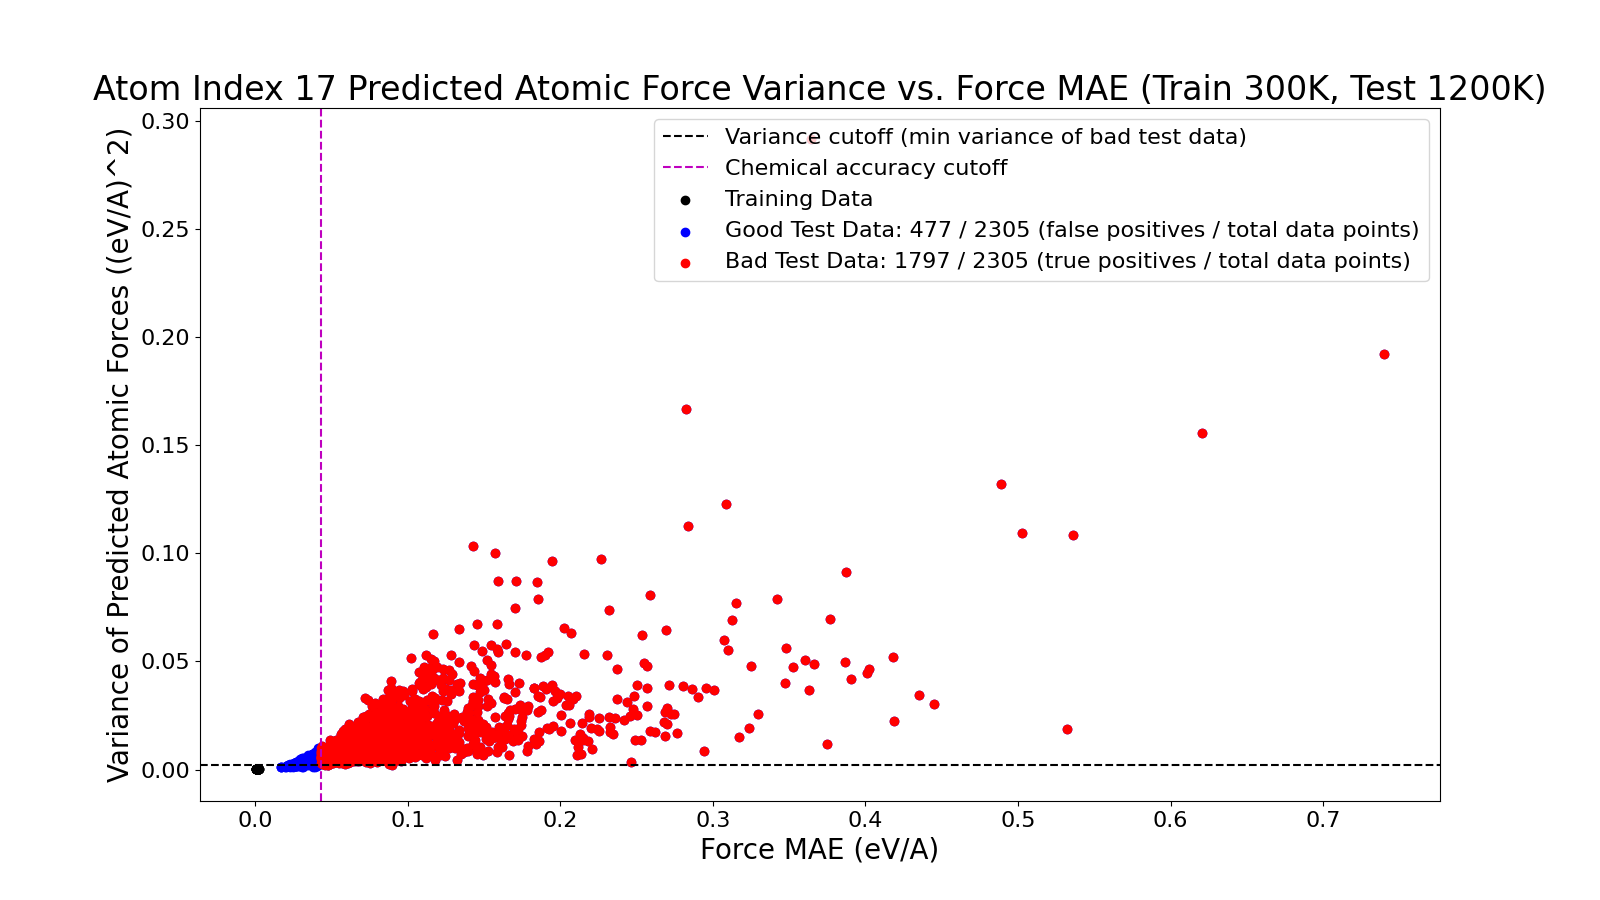 Atom Index 17 Predicted Atomic Force Variance vs. Force MAE (Train 300K, Test 1200K)
Variance of Predicted Atomic Forces ((eV/A)^2)
0.30
0.25
0.20
0.15
0.10
0.05
0.00
Variance cutoff (min variance of bad test data)
Chemical accuracy cutoff
Training Data
Good Test Data: 477 / 2305 (false positives / total data points)
Bad Test Data: 1797 / 2305 (true positives / total data points)
0.0 0.1 0.2 0.3 0.4 0.5 0.6 0.7
Force MAE (eV/A)